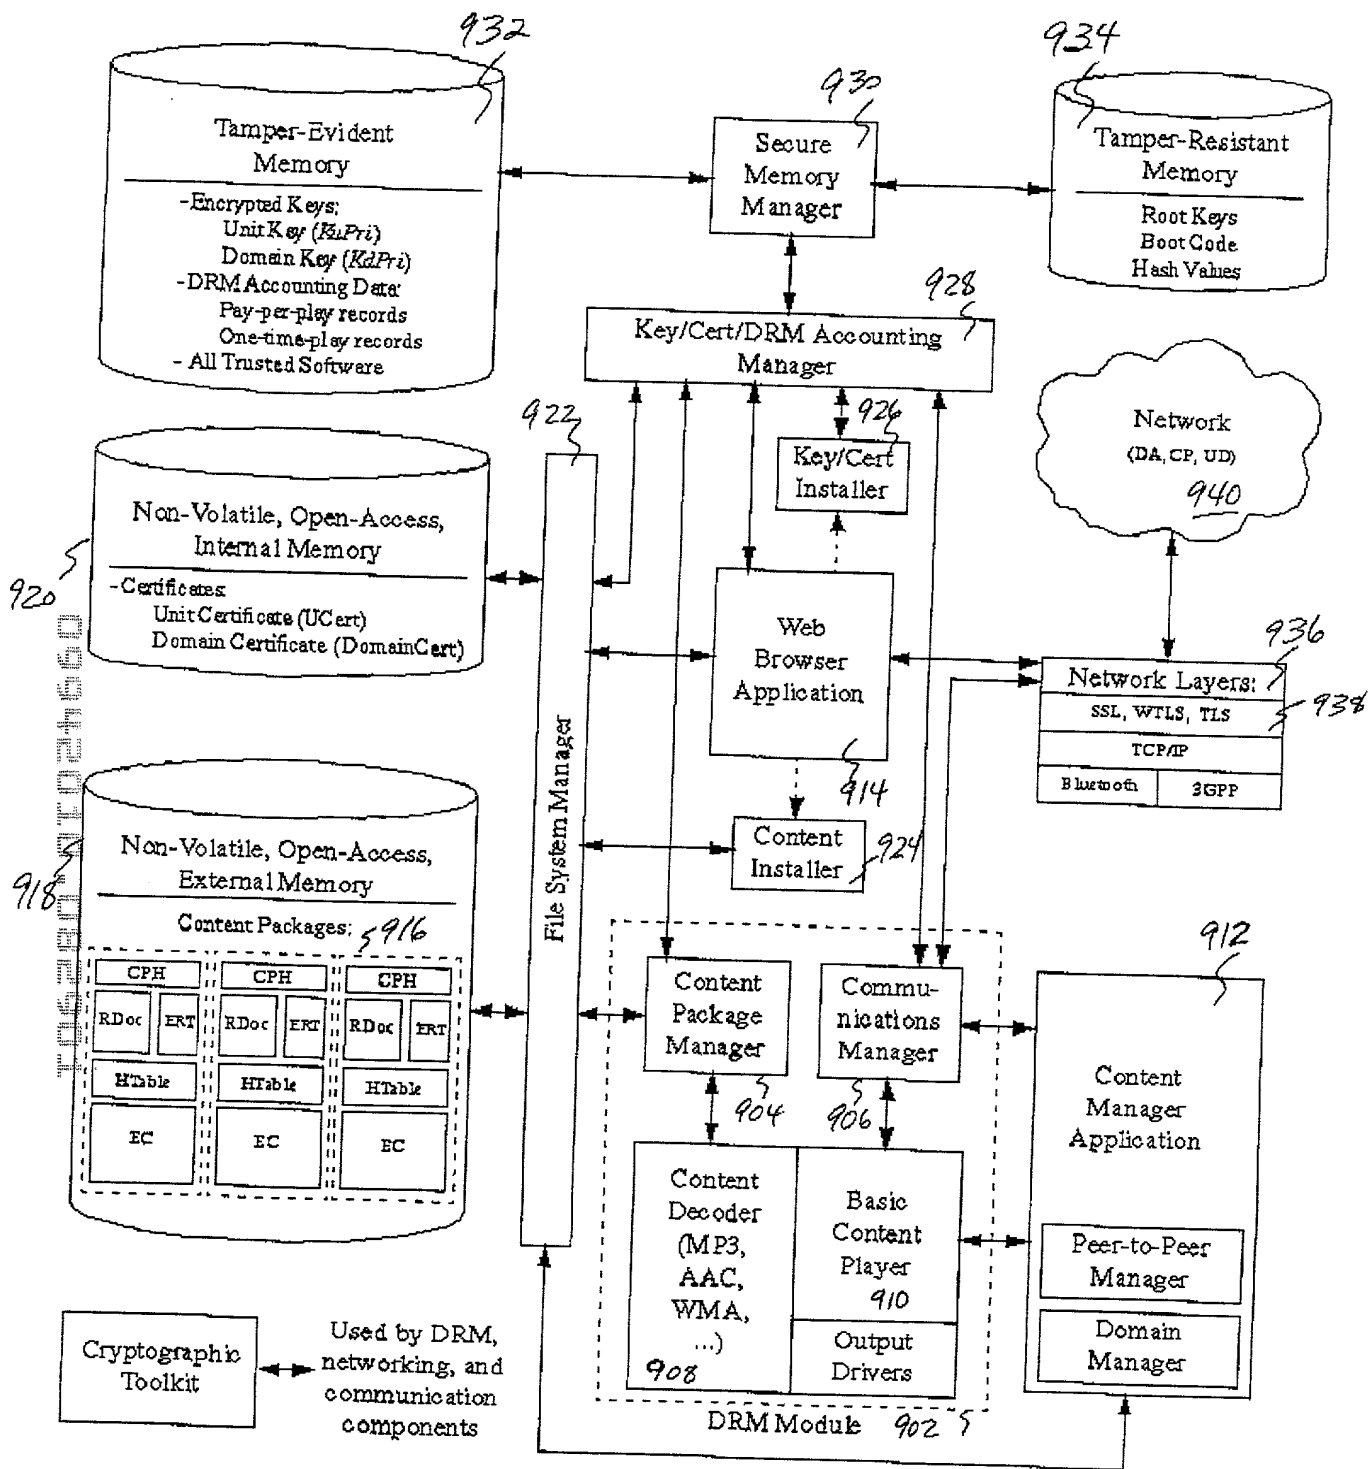 932
Tamper-Evident
Memory
-Encrypted Keys:
Unit Key (KuPri)
Domain Key (KdPri)
-DRM Accounting Data:
Pay-per-play records
One-time-play records
- All Trusted Software
930
Secure
Memory
Manager
934
Tamper-Resistant
Memory
Root Keys
Boot Code
Hash Values
928
Key/Cert/DRM Accounting
Manager
922
926
Key/Cert
Installer
Network
(DA, CP, UD)
940
920
Non-Volatile, Open-Access,
Internal Memory
-Certificates:
Unit Certificate (UCert)
Domain Certificate (DomainCert)
File System Manager
Web
Browser
Application
914
936
Network Layers:
SSL, WTLS, TLS
938
TCP/IP
Bluetooth
3GPP
Content
Installer
924
918
Non-Volatile, Open-Access,
External Memory
Content Packages:
916
CPH
CPH
CPH
RDoc
ERT
RDoc
ERT
RDoc
ERT
HTable
HTable
HTable
EC
EC
EC
Content
Package
Manager
904
Commu-
nications
Manager
906
912
Content
Manager
Application
Peer-to-Peer
Manager
Domain
Manager
Content
Decoder
(MP3,
AAC,
WMA,
...)
908
Basic
Content
Player
910
Output
Drivers
DRM Module
902
Cryptographic
Toolkit
Used by DRM,
networking, and
communication
components